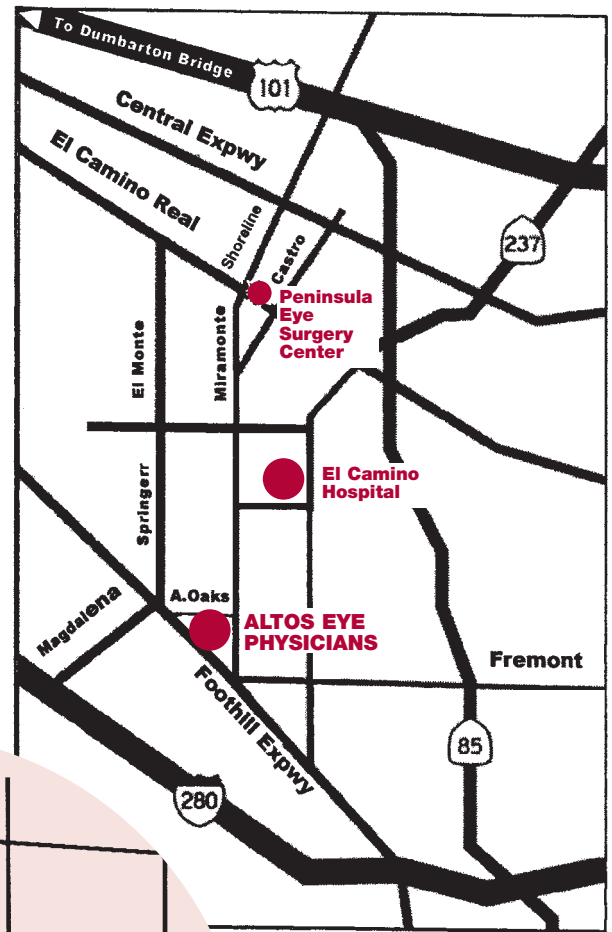 To Dumbarton Bridge
101
Central Expwy
El Camino Real
Shoreline
Castro
237
Peninsula
Eye
Surgery
Center
El Monte
Miramonte
El Camino
Hospital
Springerr
A.Oaks
Magdalena
ALTOS EYE
PHYSICIANS
Fremont
Foothill Expwy
85
280